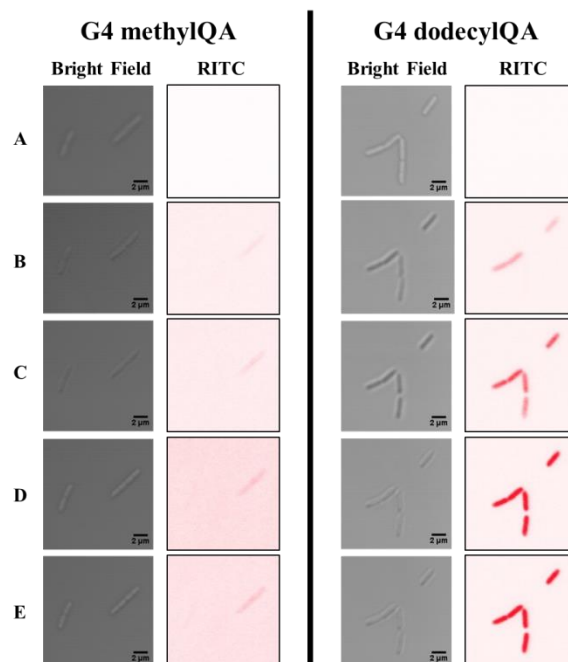 G4 methylQA G4 dodecylQA
Bright Field RITC Bright Field RITC
A
2 µm 2 µm
B
2 µm 2 µm
C
2 µm 2 µm
D
2 µm 2 µm
E
2 µm 2 µm